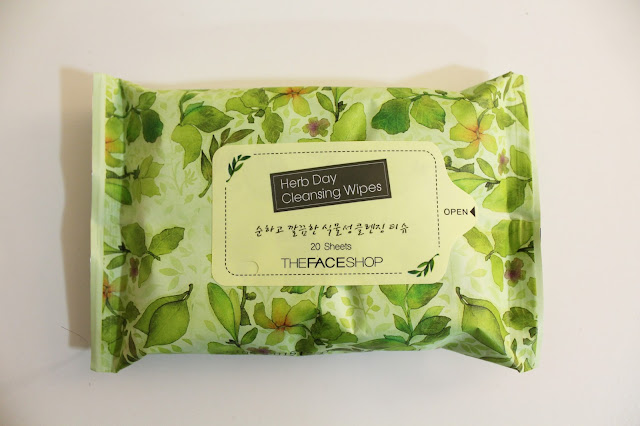 Herb Day
Cleansing Wipes
순하고 깔끔한 식물성 클렌징 티슈
20 Sheets
THEFACESHOP
OPEN